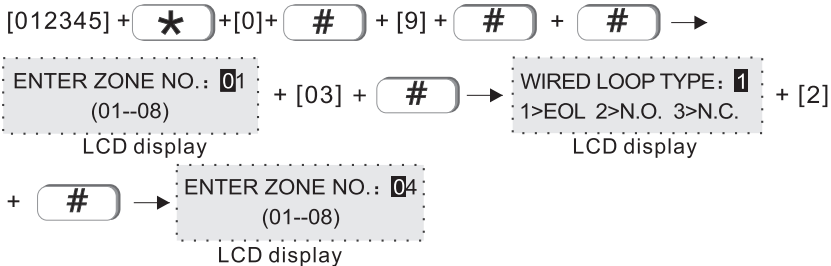 [012345] + * +[0]+ # + [9] + # + # →
ENTER ZONE NO.: 01
(01--08)
LCD display
+ [03] + # →
WIRED LOOP TYPE: 1
1>EOL 2>N.O. 3>N.C.
LCD display
+ [2]
+ # →
ENTER ZONE NO.: 04
(01--08)
LCD display